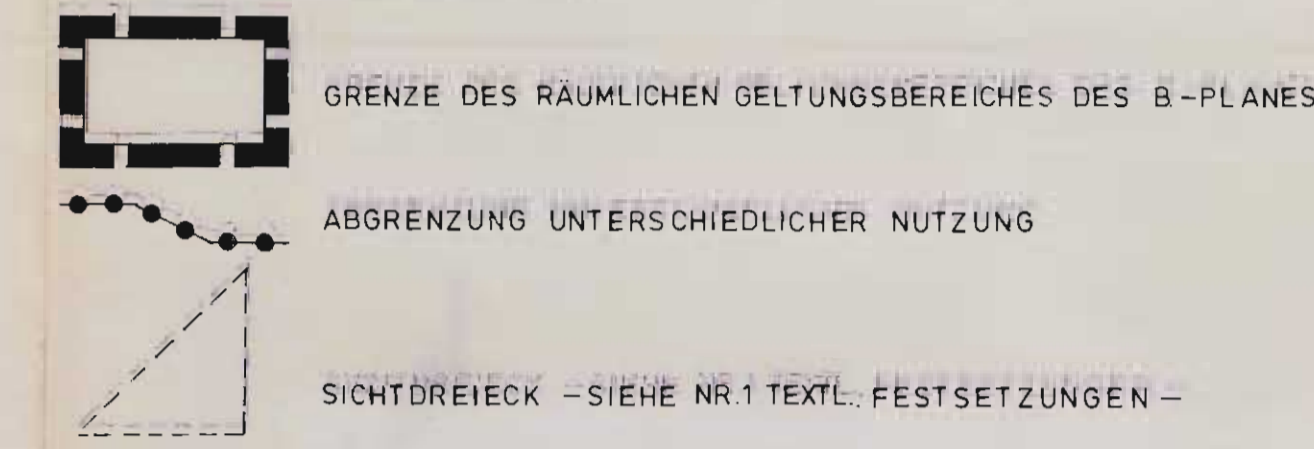 GRENZE DES RÄUMLICHEN GELTUNGSBEREICHES DES B.-PLANES
ABGRENZUNG UNTERSCHIEDLICHER NUTZUNG
SICHTDREIECK -SIEHE NR.1 TEXTL. FESTSETZUNGEN-